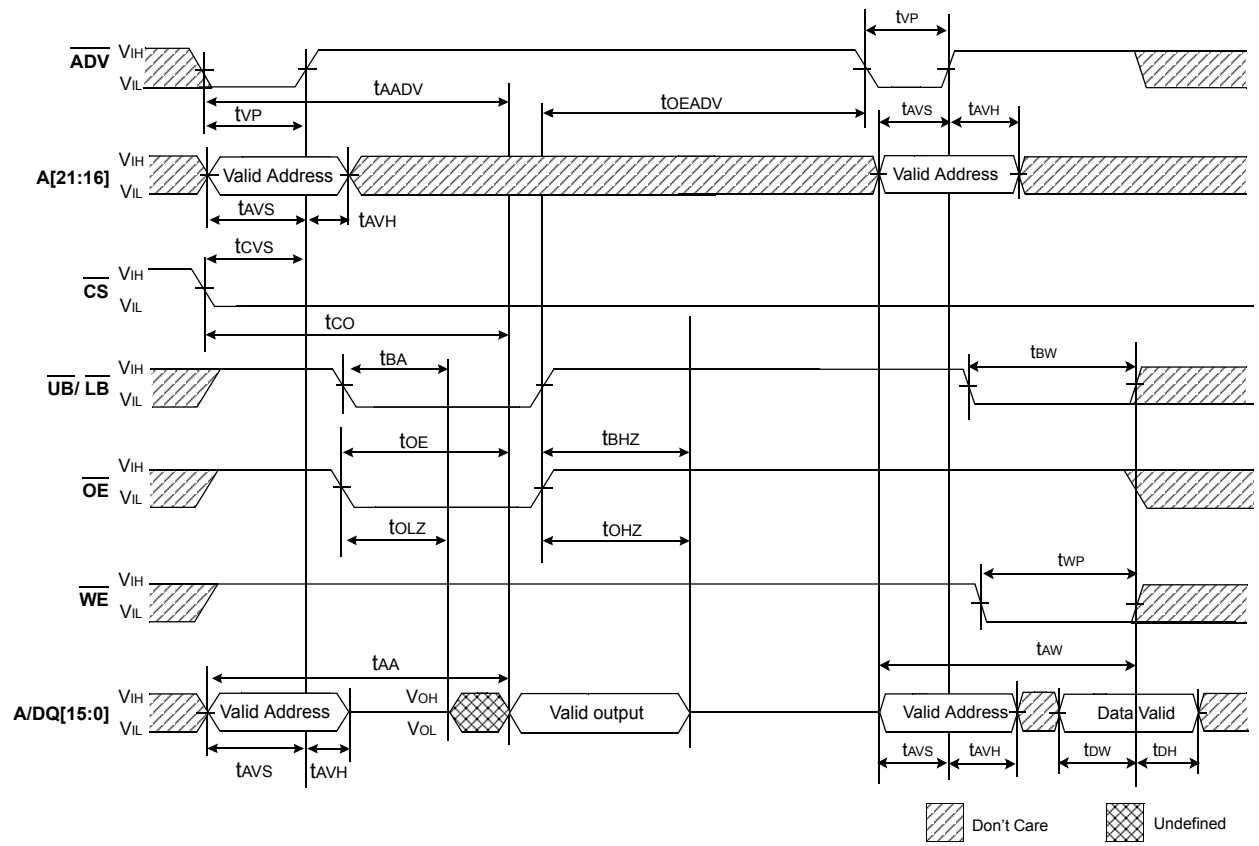 tVP
ADV VIH
VIL
tAADV
tOEADV
tVP
tAVS tAVH
A[21:16] VIH
VIL
Valid Address
Valid Address
tAVS
tAVH
tCVS
CS VIH
VIL
tCO
tBA
tBW
UB/ LB VIH
VIL
tOE
tBHZ
OE VIH
VIL
tOLZ
tOHZ
tWP
WE VIH
VIL
tAA
tAW
A/DQ[15:0] VIH
VIL
Valid Address
VOH
VOL
Valid output
Valid Address
Data Valid
tAVS tAVH
tAVS tAVH
tDW tDH
Don't Care
Undefined